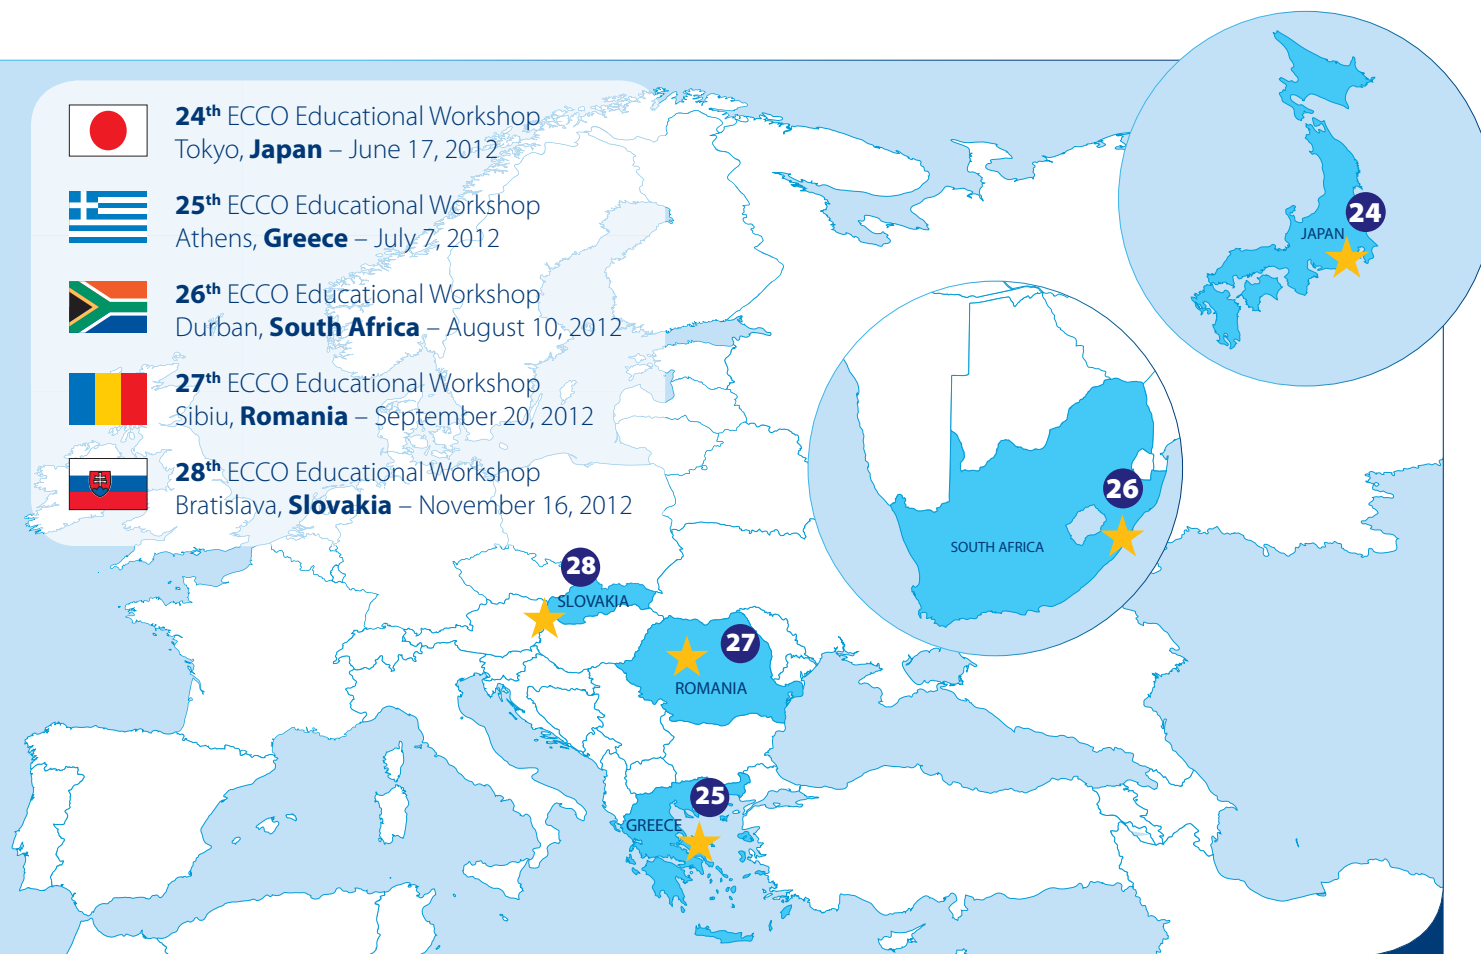 24th ECCO Educational Workshop
Tokyo, Japan – June 17, 2012
25th ECCO Educational Workshop
Athens, Greece – July 7, 2012
26th ECCO Educational Workshop
Durban, South Africa – August 10, 2012
27th ECCO Educational Workshop
Sibiu, Romania – September 20, 2012
28th ECCO Educational Workshop
Bratislava, Slovakia – November 16, 2012
24
JAPAN
26
SOUTH AFRICA
28
SLOVAKIA
27
ROMANIA
25
GREECE